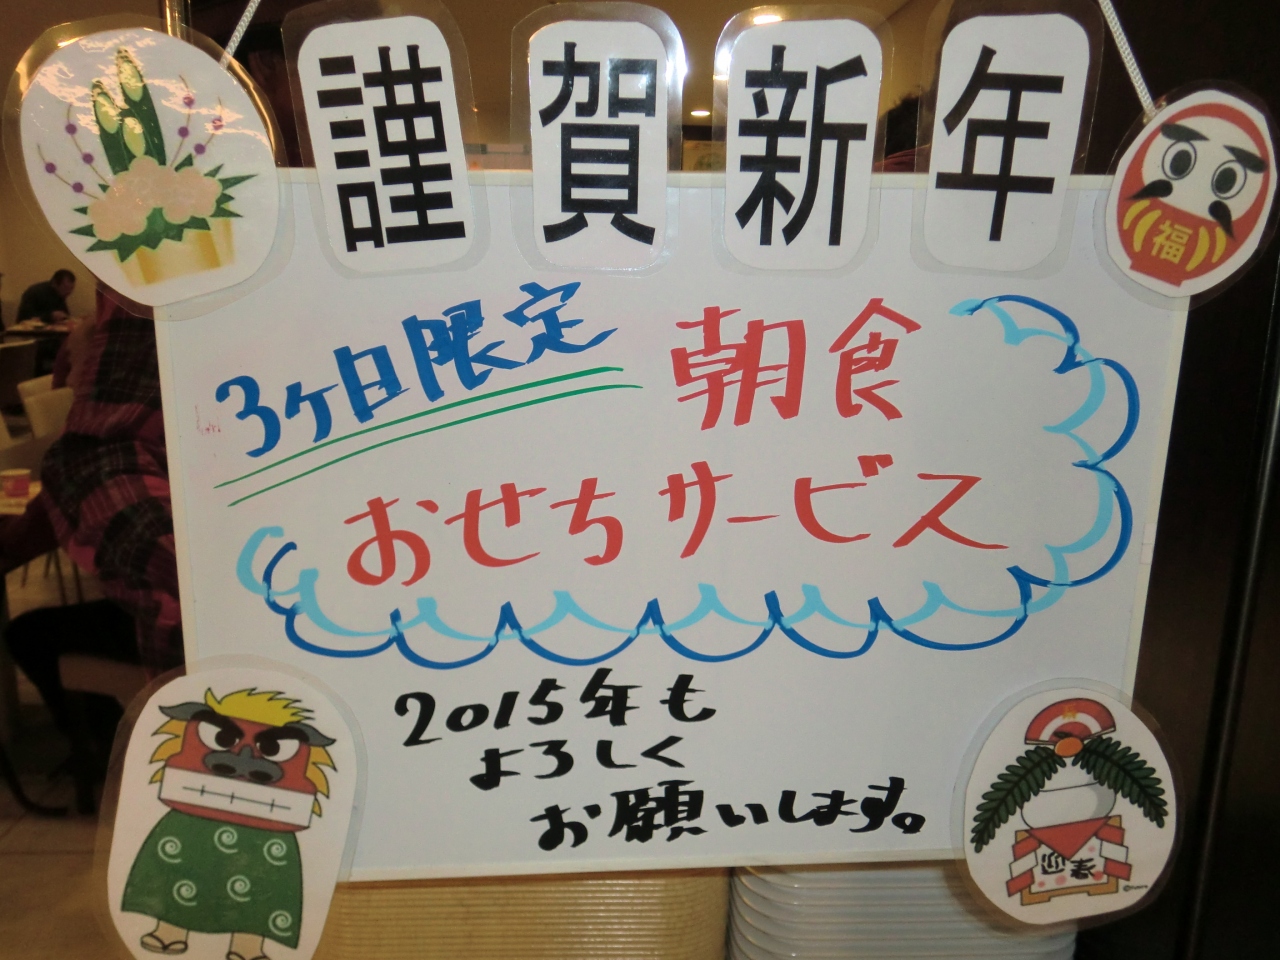 謹賀新年
福
3ヶ日限定 朝食
おせちサービス
2015年も
よろしく
お願いします。
迎春